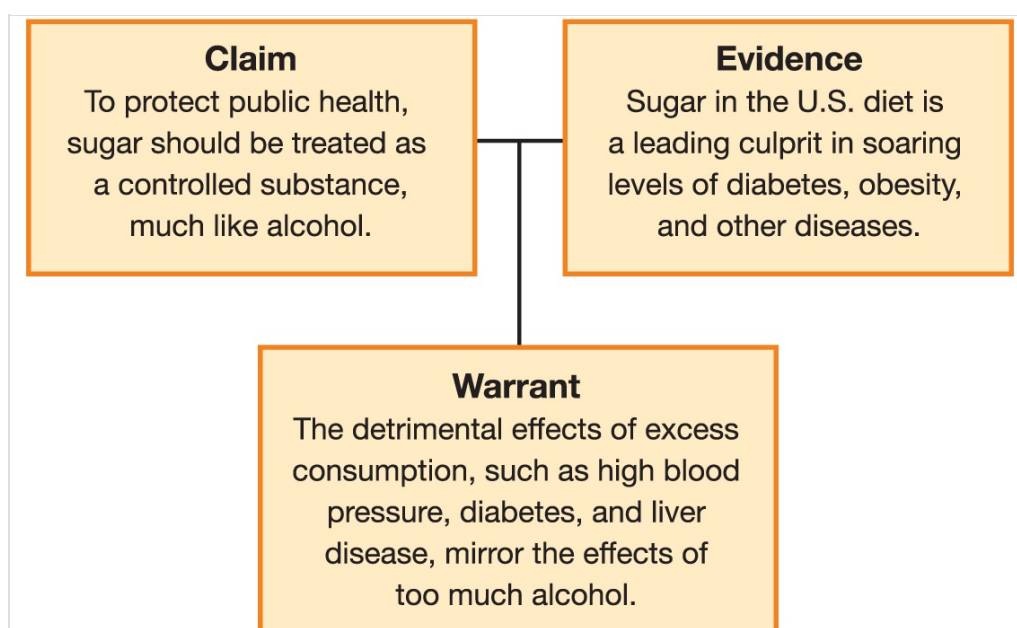 Claim
To protect public health,
sugar should be treated as
a controlled substance,
much like alcohol.
Evidence
Sugar in the U.S. diet is
a leading culprit in soaring
levels of diabetes, obesity,
and other diseases.
Warrant
The detrimental effects of excess
consumption, such as high blood
pressure, diabetes, and liver
disease, mirror the effects of
too much alcohol.